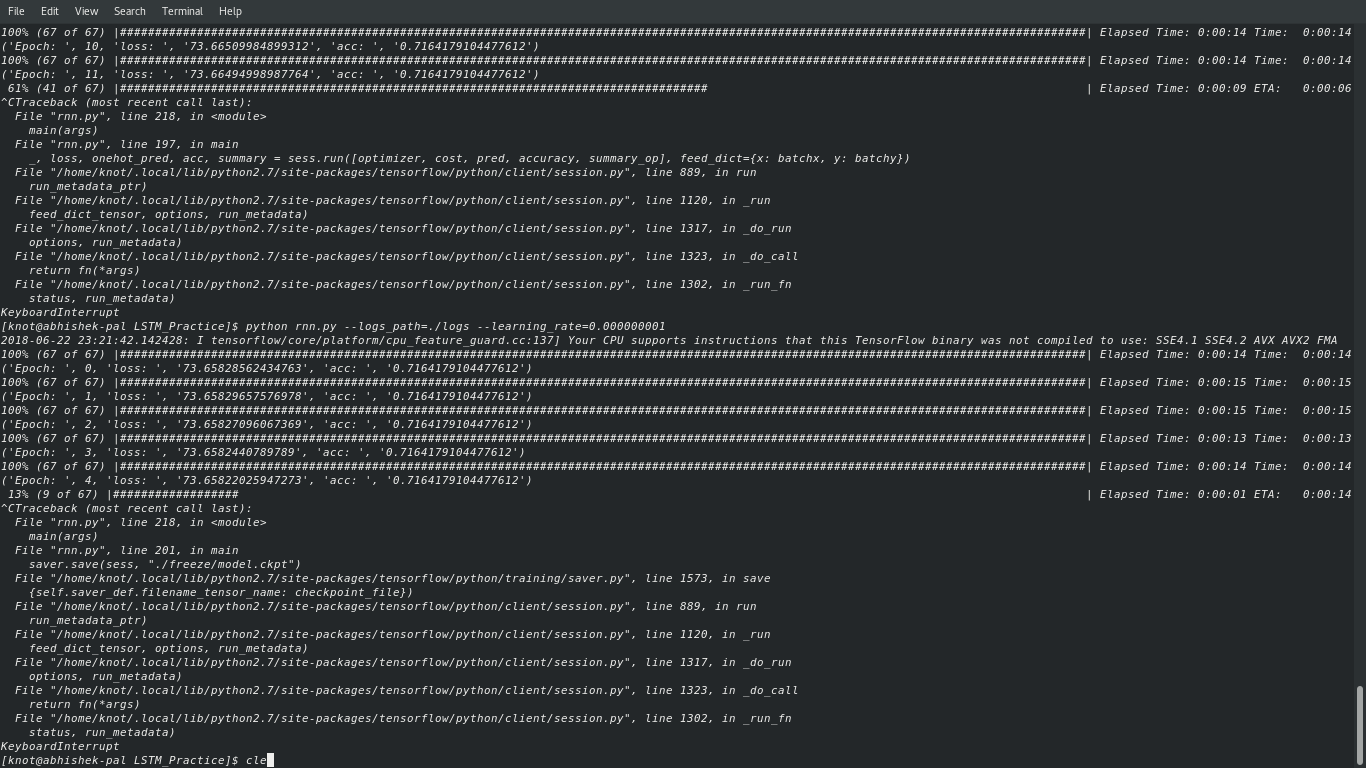 File Edit View Search Terminal Help
100% (67 of 67) |##########################################################################################################################################| Elapsed Time: 0:00:14 Time:  0:00:14
('Epoch: ', 10, 'loss: ', '73.66509984899312', 'acc: ', '0.7164179104477612')
100% (67 of 67) |##########################################################################################################################################| Elapsed Time: 0:00:14 Time:  0:00:14
('Epoch: ', 11, 'loss: ', '73.66494998987764', 'acc: ', '0.7164179104477612')
 61% (41 of 67) |####################################################################################                                                      | Elapsed Time: 0:00:09 ETA:   0:00:06
^CTraceback (most recent call last):
  File "rnn.py", line 218, in <module>
    main(args)
  File "rnn.py", line 197, in main
    _, loss, onehot_pred, acc, summary = sess.run([optimizer, cost, pred, accuracy, summary_op], feed_dict={x: batchx, y: batchy})
  File "/home/knot/.local/lib/python2.7/site-packages/tensorflow/python/client/session.py", line 889, in run
    run_metadata_ptr)
  File "/home/knot/.local/lib/python2.7/site-packages/tensorflow/python/client/session.py", line 1120, in _run
    feed_dict_tensor, options, run_metadata)
  File "/home/knot/.local/lib/python2.7/site-packages/tensorflow/python/client/session.py", line 1317, in _do_run
    options, run_metadata)
  File "/home/knot/.local/lib/python2.7/site-packages/tensorflow/python/client/session.py", line 1323, in _do_call
    return fn(*args)
  File "/home/knot/.local/lib/python2.7/site-packages/tensorflow/python/client/session.py", line 1302, in _run_fn
    status, run_metadata)
KeyboardInterrupt
[knot@abhishek-pal LSTM_Practice]$ python rnn.py --logs_path=./logs --learning_rate=0.000000001
2018-06-22 23:21:42.142428: I tensorflow/core/platform/cpu_feature_guard.cc:137] Your CPU supports instructions that this TensorFlow binary was not compiled to use: SSE4.1 SSE4.2 AVX AVX2 FMA
100% (67 of 67) |##########################################################################################################################################| Elapsed Time: 0:00:14 Time:  0:00:14
('Epoch: ', 0, 'loss: ', '73.65828562434763', 'acc: ', '0.7164179104477612')
100% (67 of 67) |##########################################################################################################################################| Elapsed Time: 0:00:15 Time:  0:00:15
('Epoch: ', 1, 'loss: ', '73.65829657576978', 'acc: ', '0.7164179104477612')
100% (67 of 67) |##########################################################################################################################################| Elapsed Time: 0:00:15 Time:  0:00:15
('Epoch: ', 2, 'loss: ', '73.65827096067369', 'acc: ', '0.7164179104477612')
100% (67 of 67) |##########################################################################################################################################| Elapsed Time: 0:00:13 Time:  0:00:13
('Epoch: ', 3, 'loss: ', '73.6582440789789', 'acc: ', '0.7164179104477612')
100% (67 of 67) |##########################################################################################################################################| Elapsed Time: 0:00:14 Time:  0:00:14
('Epoch: ', 4, 'loss: ', '73.65822025947273', 'acc: ', '0.7164179104477612')
 13% (9 of 67) |##################                                                                                                                         | Elapsed Time: 0:00:01 ETA:   0:00:14
^CTraceback (most recent call last):
  File "rnn.py", line 218, in <module>
    main(args)
  File "rnn.py", line 201, in main
    saver.save(sess, "./freeze/model.ckpt")
  File "/home/knot/.local/lib/python2.7/site-packages/tensorflow/python/training/saver.py", line 1573, in save
    {self.saver_def.filename_tensor_name: checkpoint_file})
  File "/home/knot/.local/lib/python2.7/site-packages/tensorflow/python/client/session.py", line 889, in run
    run_metadata_ptr)
  File "/home/knot/.local/lib/python2.7/site-packages/tensorflow/python/client/session.py", line 1120, in _run
    feed_dict_tensor, options, run_metadata)
  File "/home/knot/.local/lib/python2.7/site-packages/tensorflow/python/client/session.py", line 1317, in _do_run
    options, run_metadata)
  File "/home/knot/.local/lib/python2.7/site-packages/tensorflow/python/client/session.py", line 1323, in _do_call
    return fn(*args)
  File "/home/knot/.local/lib/python2.7/site-packages/tensorflow/python/client/session.py", line 1302, in _run_fn
    status, run_metadata)
KeyboardInterrupt
[knot@abhishek-pal LSTM_Practice]$ cle